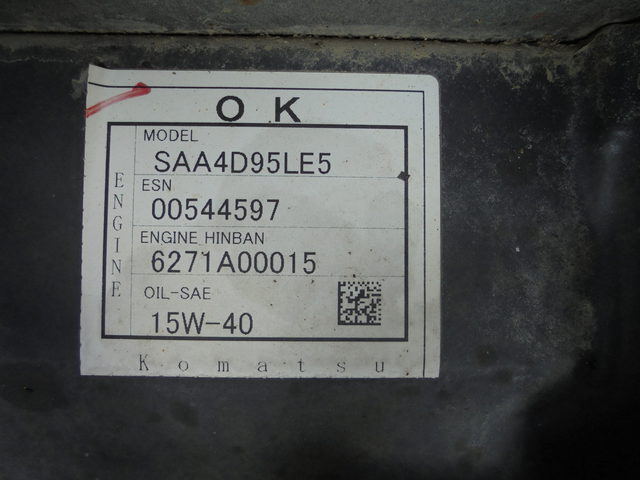 OK
ENGINE
MODEL
SAA4D95LE5
ESN
00544597
ENGINE HINBAN
6271A00015
OIL-SAE
15W-40
Komatsu